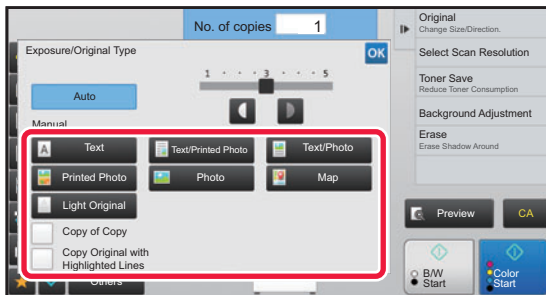 No. of copies 1
Exposure/Original Type
OK
1 3 5
Auto
Manual
A Text
Text/Printed Photo
Text/Photo
Printed Photo
Photo
Map
Light Original
Copy of Copy
Copy Original with
Highlighted Lines
Others
Original
Change Size/Direction.
Select Scan Resolution
Toner Save
Reduce Toner Consumption
Background Adjustment
Erase
Erase Shadow Around
Preview
CA
B/W
Start
Color
Start